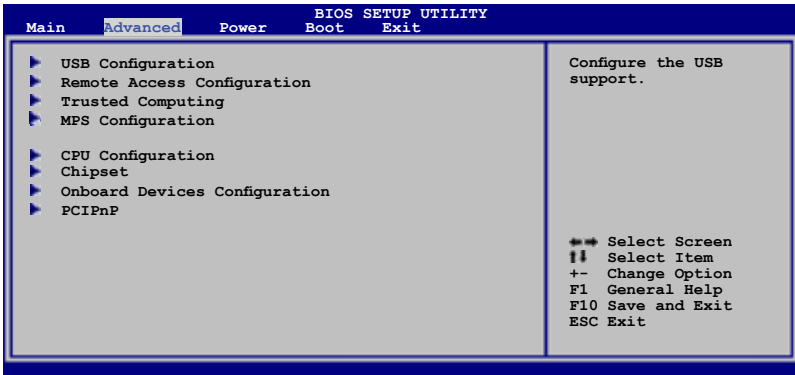 BIOS SETUP UTILITY
Main Advanced Power Boot Exit
USB Configuration
Remote Access Configuration
Trusted Computing
MPS Configuration
CPU Configuration
Chipset
Onboard Devices Configuration
PCIPnP
Configure the USB
support.
Select Screen
Select Item
+- Change Option
F1 General Help
F10 Save and Exit
ESC Exit